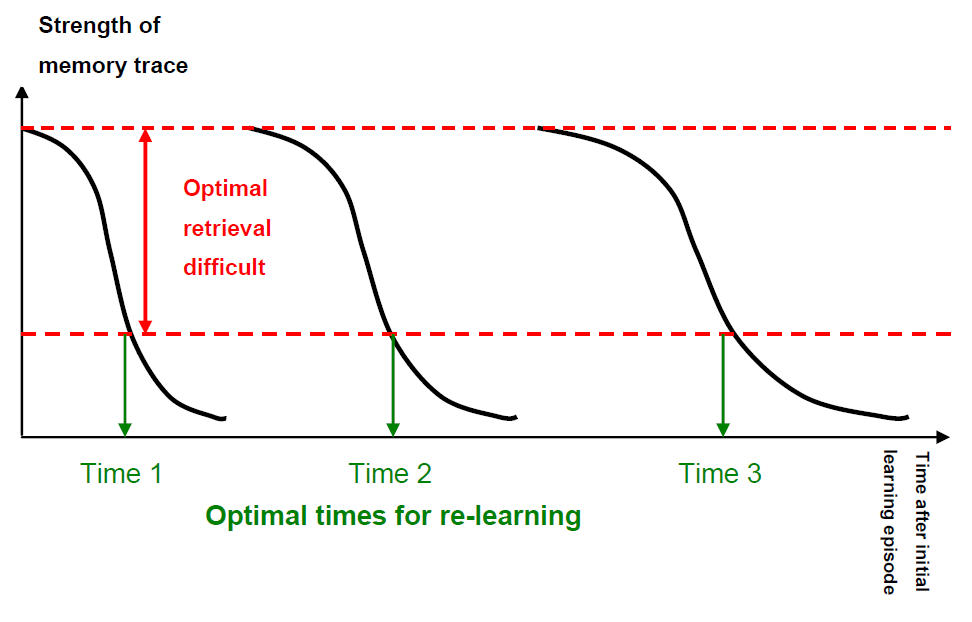 Strength of
memory trace
Optimal
retrieval
difficult
Time 1
Time 2
Time 3
Optimal times for re-learning
Time after initial
learning episode